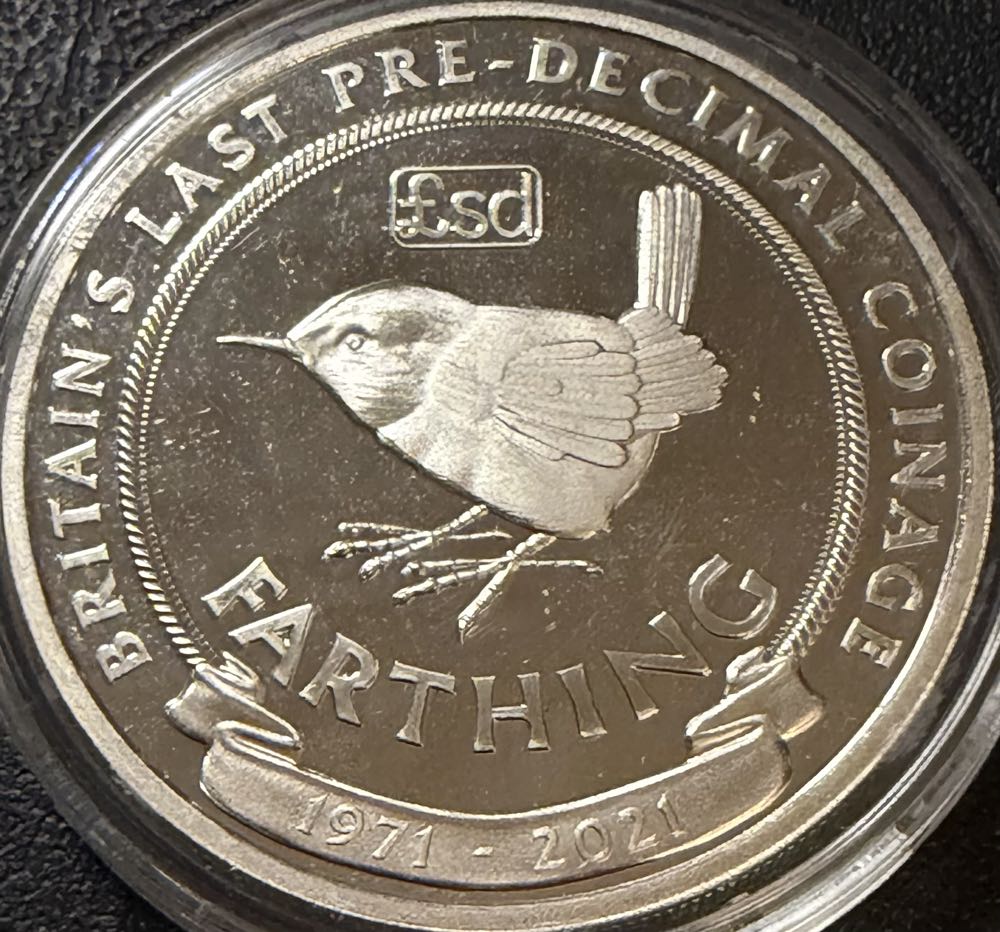 BRITAIN'S LAST PRE-DECIMAL COINAGE
£sd
FARTHING
1971 - 2021